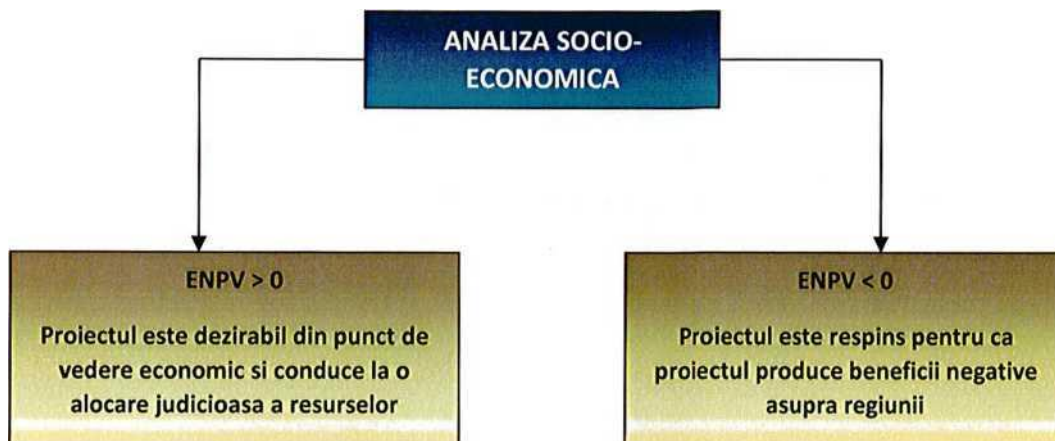 ANALIZA SOCIO-
ECONOMICA
ENPV > 0
Proiectul este dezirabil din punct de
vedere economic si conduce la o
alocare judicioasa a resurselor
ENPV < 0
Proiectul este respins pentru ca
proiectul produce beneficii negative
asupra regiunii